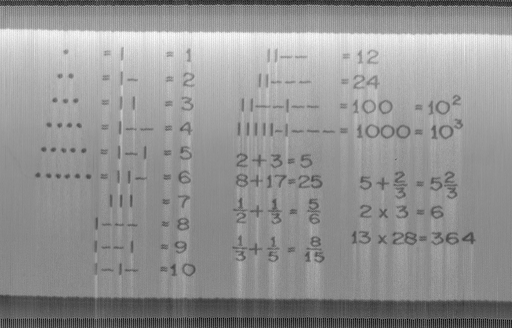 • = |  = 1
•• = |– = 2
••• = | | = 3
•••• = |–– = 4
••••• = |–| = 5
•••••• = ||– = 6
||| = 7
|––– = 8
|––| = 9
|–|– = 10
||–– = 12
||––– = 24
||––|–– = 100 = 10²
|||||–|––– = 1000 = 10³
2+3=5
8+17=25
1/2 + 1/3 = 5/6
1/3 + 1/5 = 8/15
5+2/3 = 5 2/3
2 x 3 = 6
13 x 28 = 364